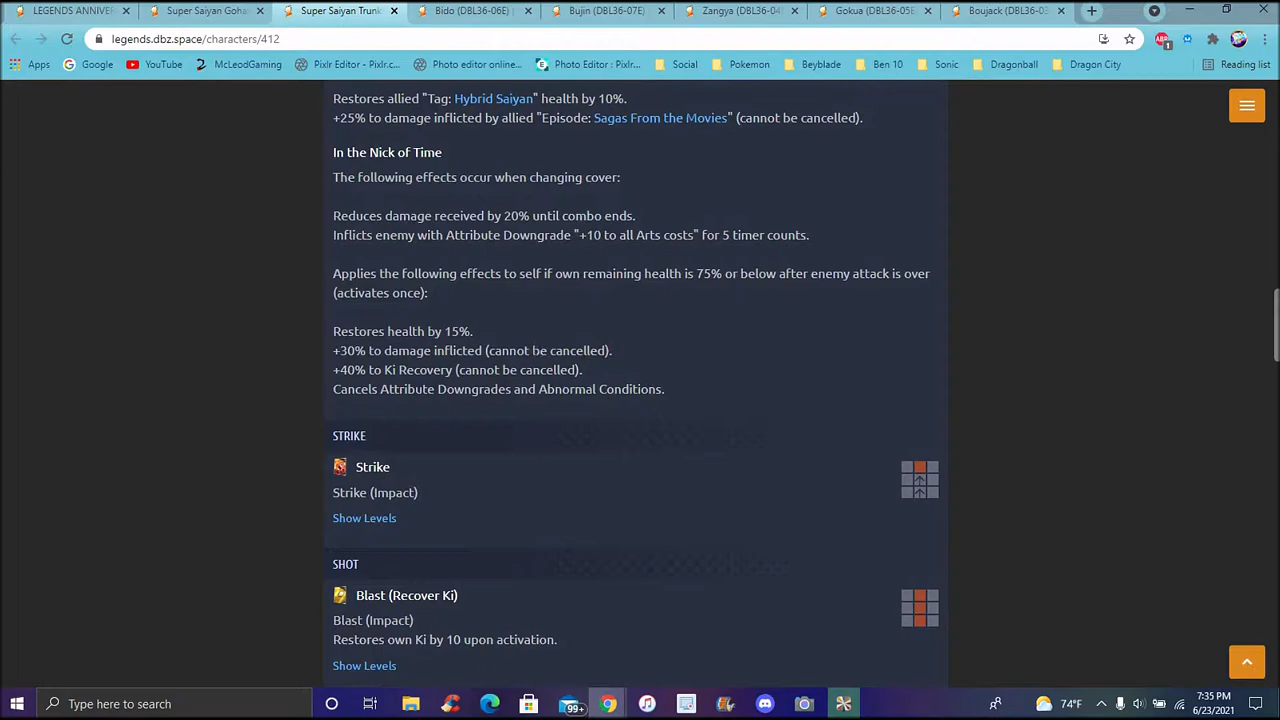 LEGENDS ANNIVER
Super Saiyan Goha
Super Saiyan Trunk
Bido (DBL36-06E)
Bujin (DBL36-07E)
Zangya (DBL36-04
Gokua (DBL36-05E
Boujack (DBL36-03
legends.dbz.space/characters/412
ABP
1
Apps
Google
YouTube
McLeodGaming
Pixlr Editor - Pixlr.c...
Photo editor online...
Photo Editor : Pixlr...
Social
Pokemon
Beyblade
Ben 10
Sonic
Dragonball
Dragon City
Reading list
Restores allied "Tag: Hybrid Saiyan" health by 10%.
+25% to damage inflicted by allied "Episode: Sagas From the Movies" (cannot be cancelled).
In the Nick of Time
The following effects occur when changing cover:
Reduces damage received by 20% until combo ends.
Inflicts enemy with Attribute Downgrade "+10 to all Arts costs" for 5 timer counts.
Applies the following effects to self if own remaining health is 75% or below after enemy attack is over
(activates once):
Restores health by 15%.
+30% to damage inflicted (cannot be cancelled).
+40% to Ki Recovery (cannot be cancelled).
Cancels Attribute Downgrades and Abnormal Conditions.
STRIKE
Strike
Strike (Impact)
Show Levels
SHOT
Blast (Recover Ki)
Blast (Impact)
Restores own Ki by 10 upon activation.
Show Levels
Type here to search
99+
74°F
7:35 PM
6/23/2021